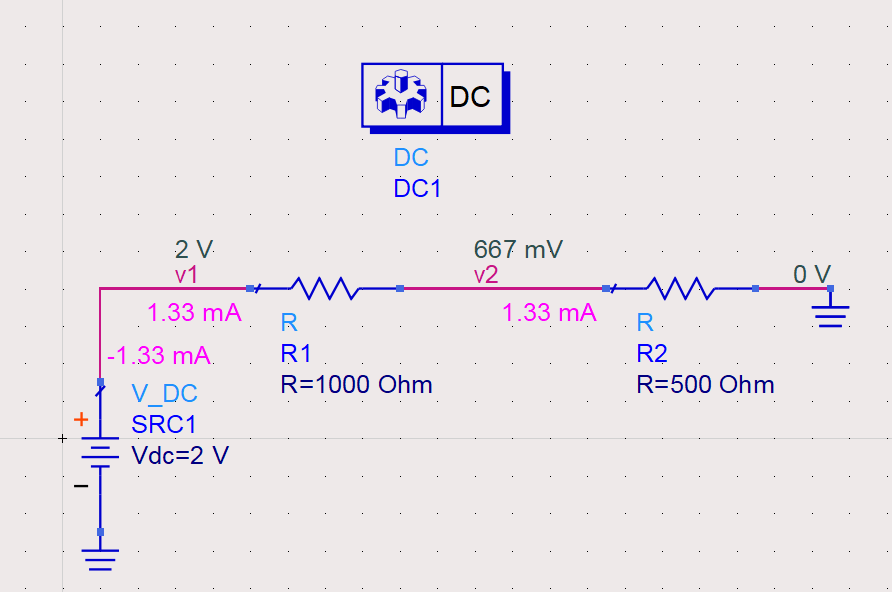 DC
DC
DC1
2 V
667 mV
v1
v2
0 V
1.33 mA
1.33 mA
R
R
R1
R2
-1.33 mA
R=1000 Ohm
R=500 Ohm
V_DC
+
SRC1
Vdc=2 V
−